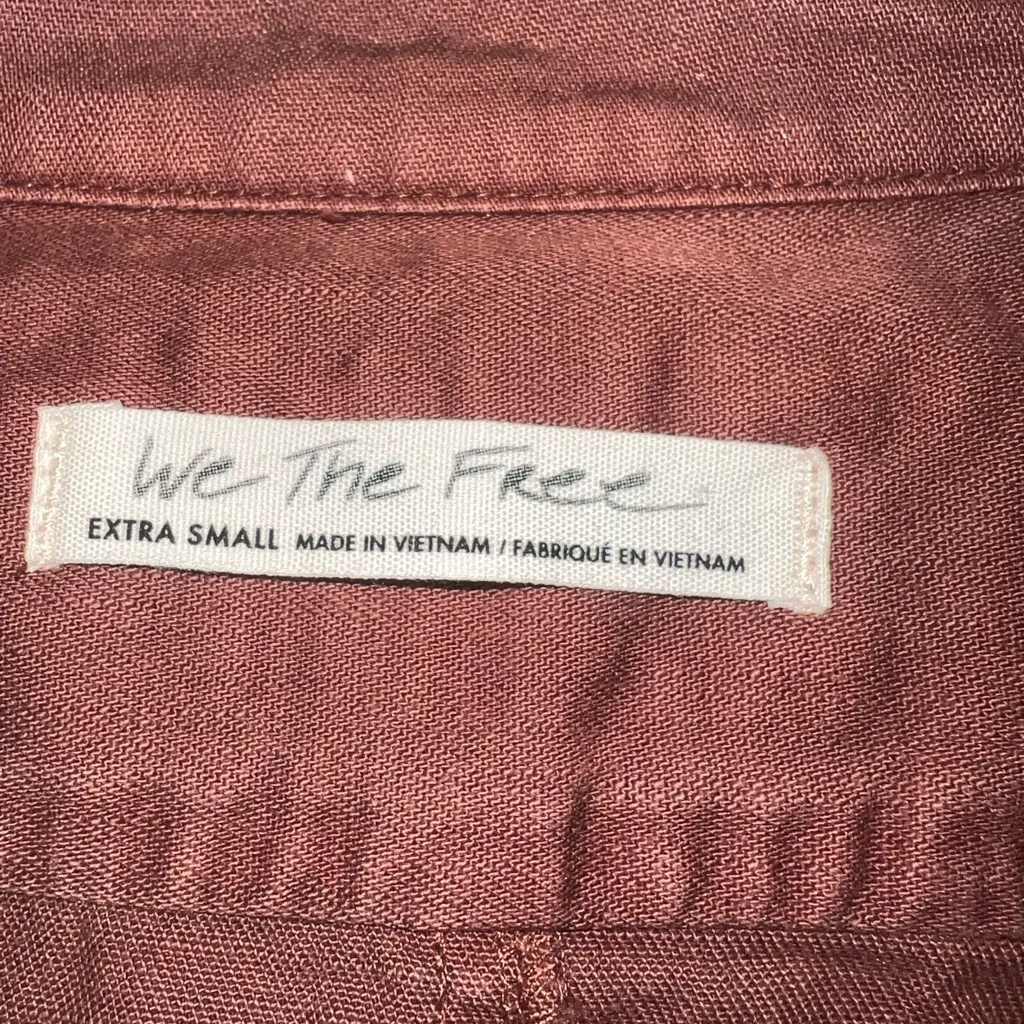 We The Free
EXTRA SMALL MADE IN VIETNAM / FABRIQUÉ EN VIETNAM